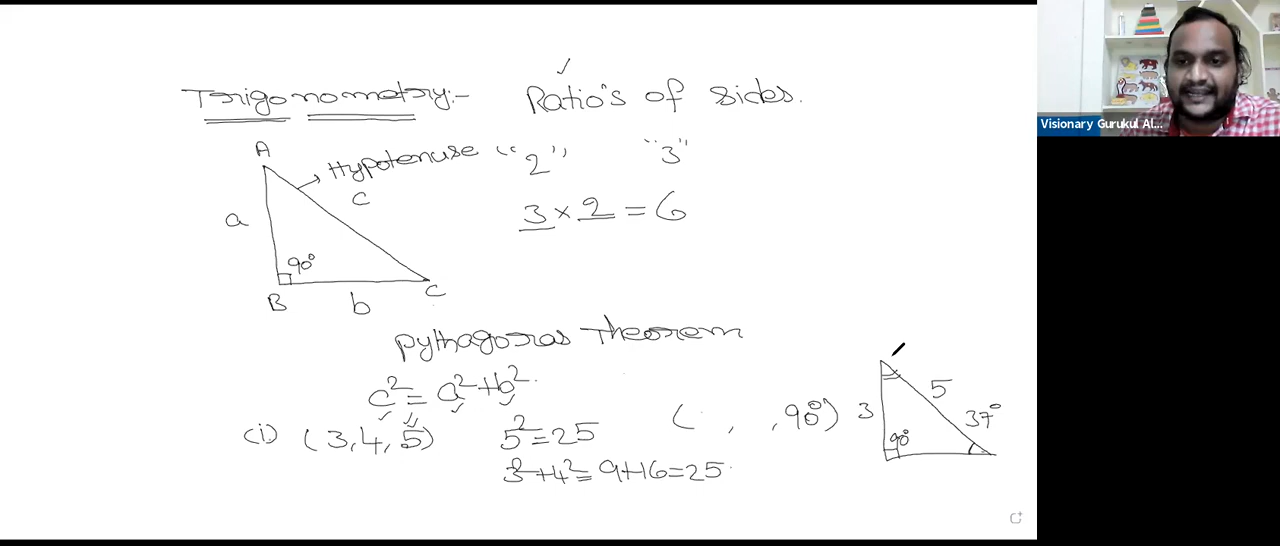 Trigonometry:- Ratio's of sides.
A
Hypotenuse "2" "3"
c
a
3 × 2 = 6
90°
B
b
C
Pythagoras Theorem
c² = a² + b².
(i) (3, 4, 5) 5² = 25 ( , , 90°)
3² + 4² = 9 + 16 = 25.
5
3
37°
90°
Visionary Gurukul Al...